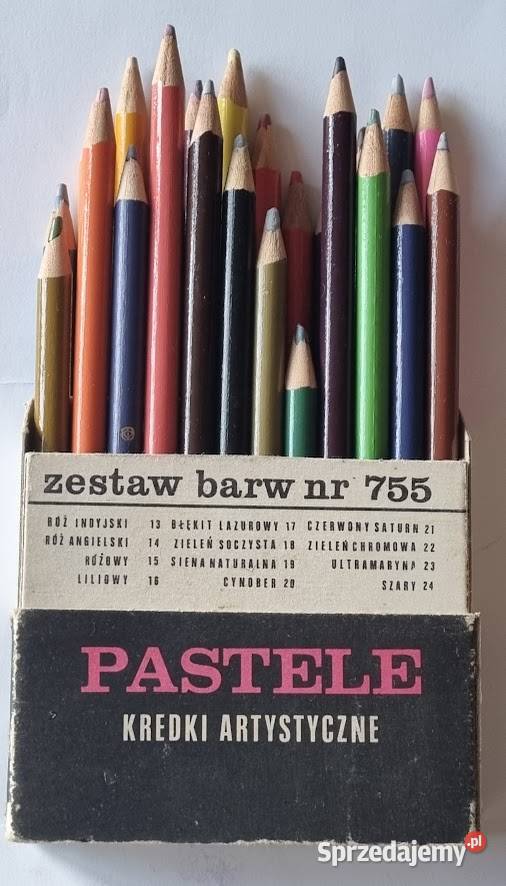 zestaw barw nr 755
RÓŻ INDYJSKI 13 BŁĘKIT LAZUROWY 17 CZERWONY SATURN 21
RÓŻ ANGIELSKI 14 ZIELEŃ SOCZYSTA 18 ZIELEŃ CHROMOWA 22
RÓŻOWY 15 SIENA NATURALNA 19 ULTRAMARYNA 23
LILIOWY 16 CYNOBER 20 SZARY 24
PASTELE
KREDKI ARTYSTYCZNE
Sprzedajemy.pl